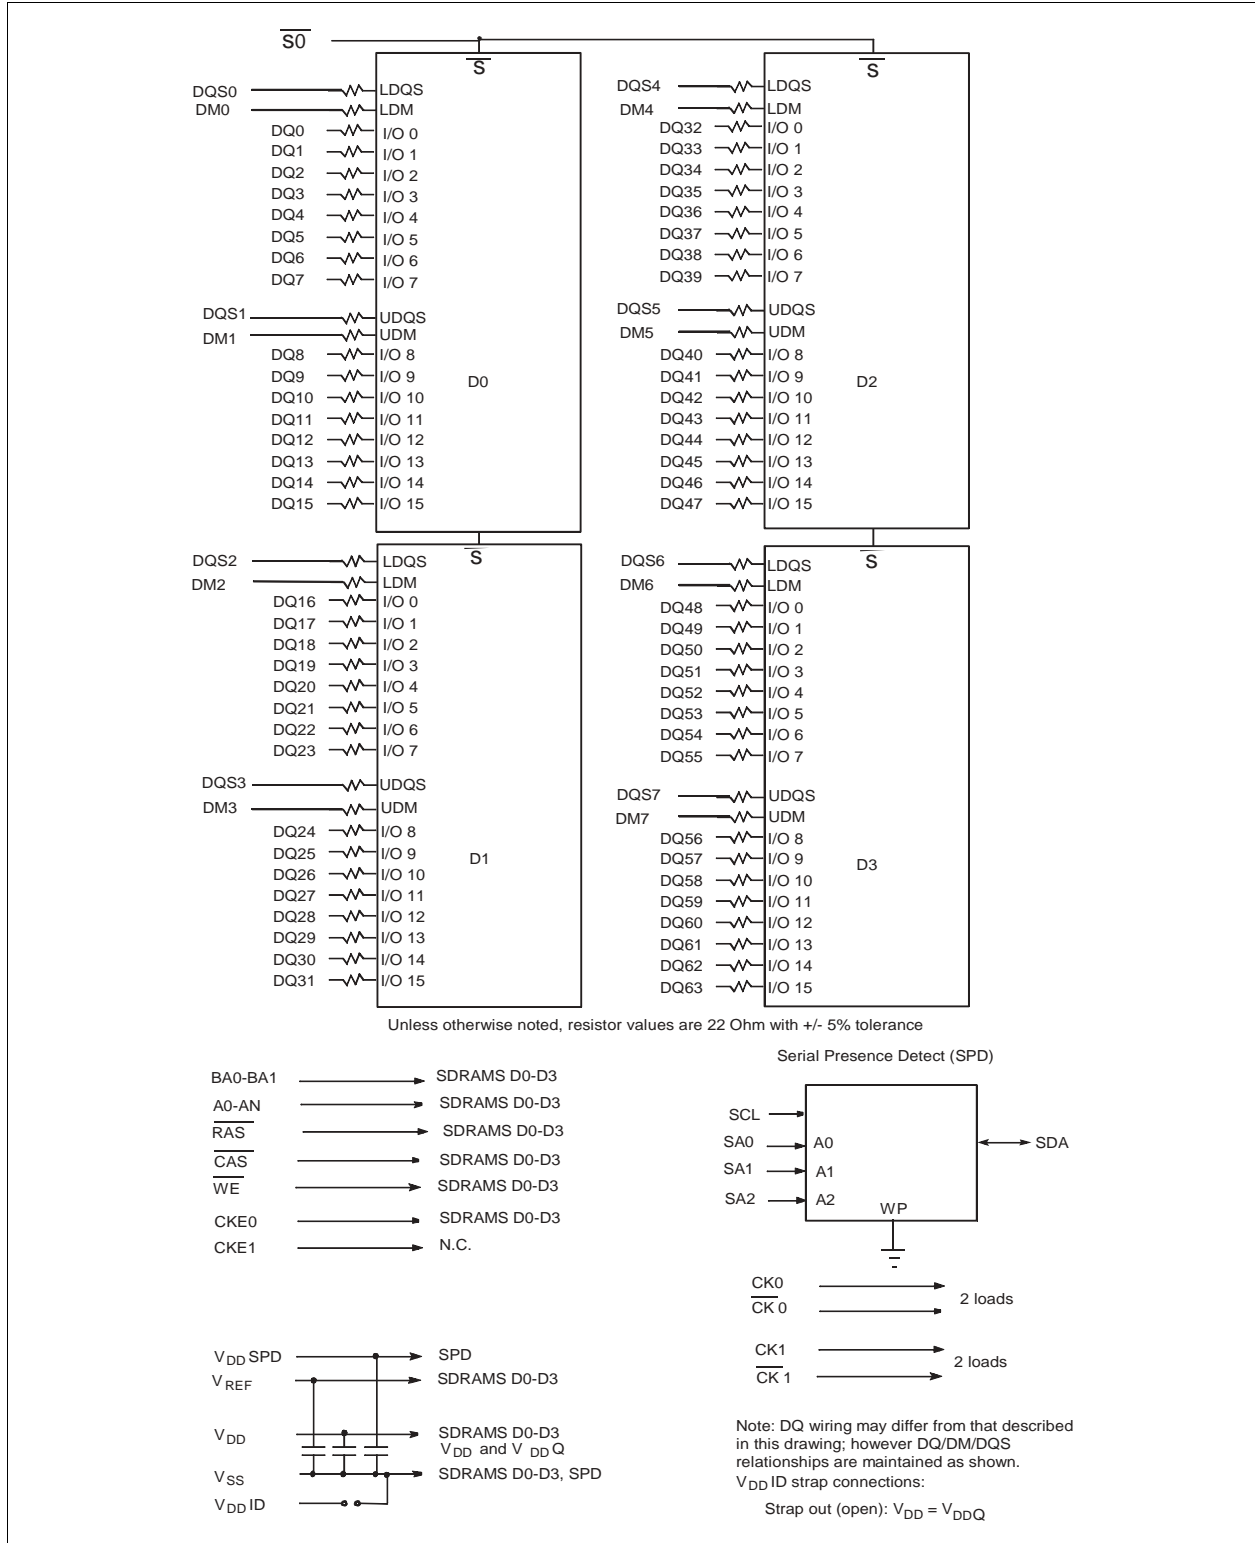 S0
S
DQS0 LDQS
DM0 LDM
DQ0 I/O 0
DQ1 I/O 1
DQ2 I/O 2
DQ3 I/O 3
DQ4 I/O 4
DQ5 I/O 5
DQ6 I/O 6
DQ7 I/O 7
DQS1 UDQS
DM1 UDM
DQ8 I/O 8
DQ9 I/O 9
D0
DQ10 I/O 10
DQ11 I/O 11
DQ12 I/O 12
DQ13 I/O 13
DQ14 I/O 14
DQ15 I/O 15
S
DQS4 LDQS
DM4 LDM
DQ32 I/O 0
DQ33 I/O 1
DQ34 I/O 2
DQ35 I/O 3
DQ36 I/O 4
DQ37 I/O 5
DQ38 I/O 6
DQ39 I/O 7
DQS5 UDQS
DM5 UDM
DQ40 I/O 8
DQ41 I/O 9
D2
DQ42 I/O 10
DQ43 I/O 11
DQ44 I/O 12
DQ45 I/O 13
DQ46 I/O 14
DQ47 I/O 15
S
DQS2 LDQS
DM2 LDM
DQ16 I/O 0
DQ17 I/O 1
DQ18 I/O 2
DQ19 I/O 3
DQ20 I/O 4
DQ21 I/O 5
DQ22 I/O 6
DQ23 I/O 7
DQS3 UDQS
DM3 UDM
DQ24 I/O 8
DQ25 I/O 9
D1
DQ26 I/O 10
DQ27 I/O 11
DQ28 I/O 12
DQ29 I/O 13
DQ30 I/O 14
DQ31 I/O 15
S
DQS6 LDQS
DM6 LDM
DQ48 I/O 0
DQ49 I/O 1
DQ50 I/O 2
DQ51 I/O 3
DQ52 I/O 4
DQ53 I/O 5
DQ54 I/O 6
DQ55 I/O 7
DQS7 UDQS
DM7 UDM
DQ56 I/O 8
DQ57 I/O 9
D3
DQ58 I/O 10
DQ59 I/O 11
DQ60 I/O 12
DQ61 I/O 13
DQ62 I/O 14
DQ63 I/O 15
Unless otherwise noted, resistor values are 22 Ohm with +/- 5% tolerance
BA0-BA1 SDRAMS D0-D3
A0-AN SDRAMS D0-D3
RAS SDRAMS D0-D3
CAS SDRAMS D0-D3
WE SDRAMS D0-D3
CKE0 SDRAMS D0-D3
CKE1 N.C.
Serial Presence Detect (SPD)
SCL
SA0 A0 SDA
SA1 A1
SA2 A2
WP
CK0
2 loads
CK 0
CK1
2 loads
CK 1
VDD SPD SPD
VREF SDRAMS D0-D3
VDD SDRAMS D0-D3
VDD and V DD Q
VSS SDRAMS D0-D3, SPD
VDD ID
Note: DQ wiring may differ from that described
in this drawing; however DQ/DM/DQS
relationships are maintained as shown.
VDD ID strap connections:
Strap out (open): VDD = VDDQ